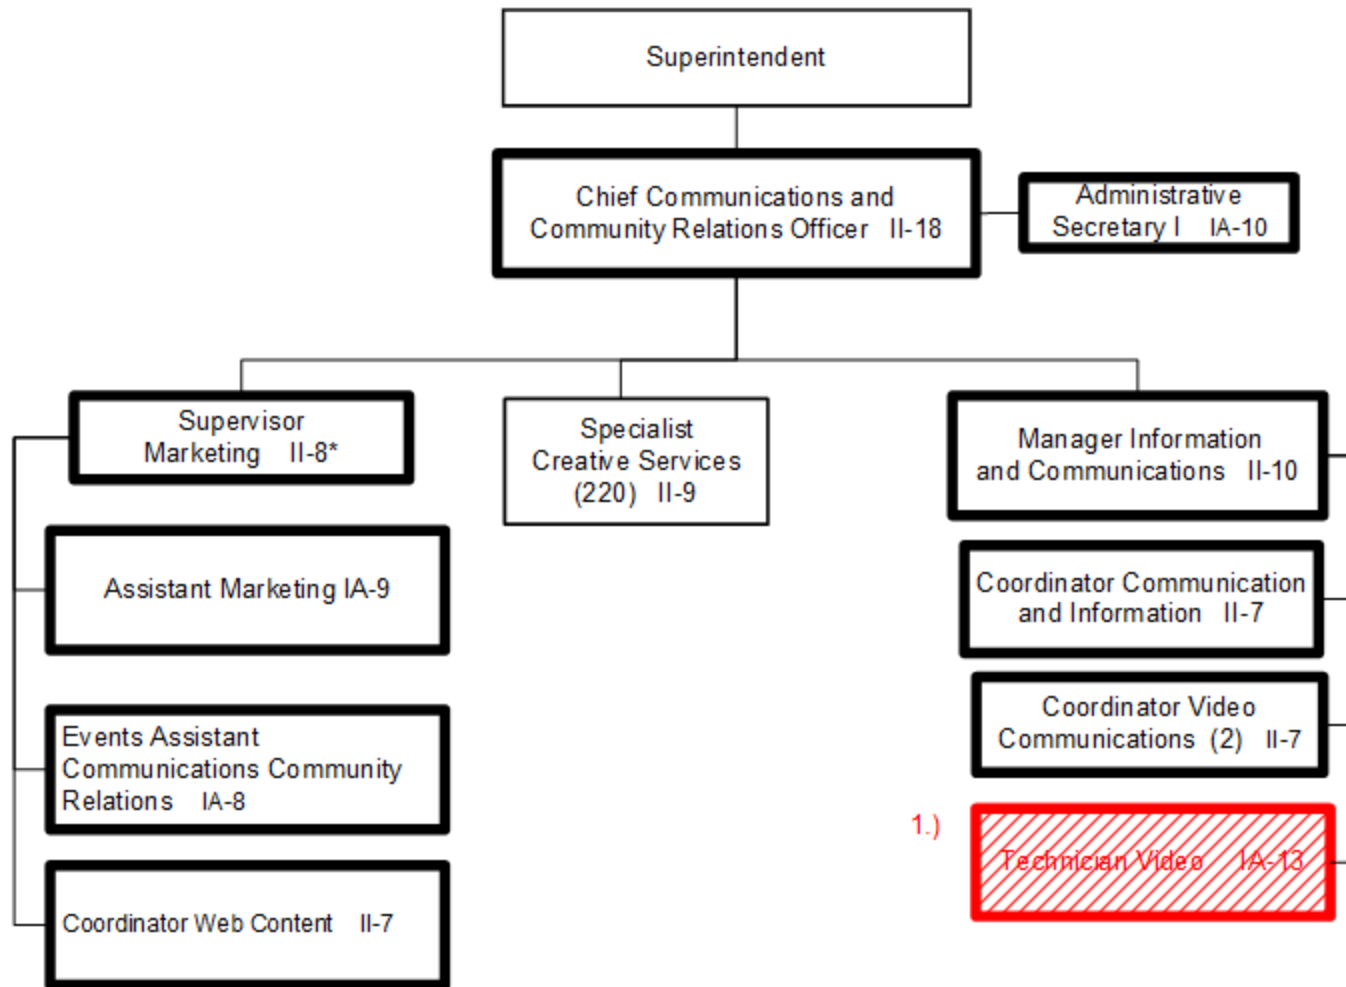 Superintendent
Chief Communications and
Community Relations Officer II-18
Administrative
Secretary I IA-10
Supervisor
Marketing II-8*
Specialist
Creative Services
(220) II-9
Manager Information
and Communications II-10
Assistant Marketing IA-9
Coordinator Communication
and Information II-7
Events Assistant
Communications Community
Relations IA-8
Coordinator Video
Communications (2) II-7
1.)
Technician Video IA-13
Coordinator Web Content II-7